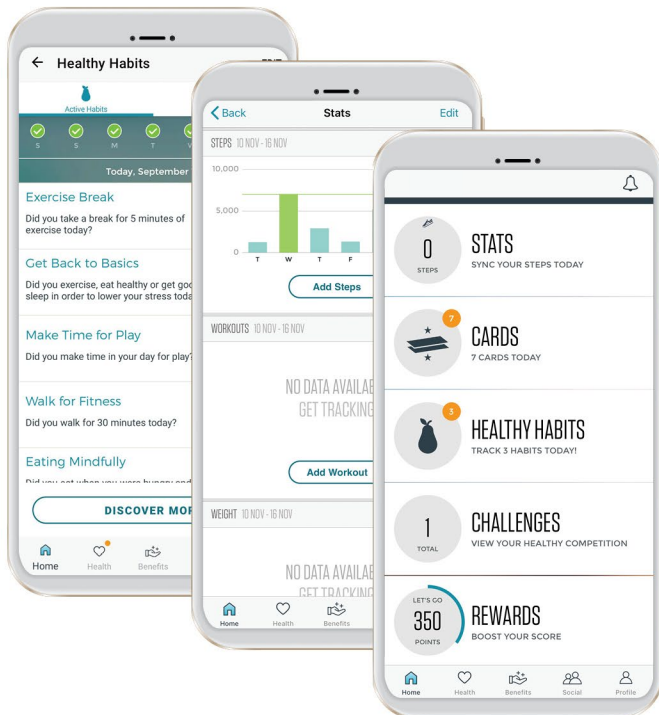 Healthy Habits
Active Habits
S S M T
Today, September
Exercise Break
Did you take a break for 5 minutes of
exercise today?
Get Back to Basics
Did you exercise, eat healthy or get
sleep in order to lower your stress
Make Time for Play
Did you make time in your day for play?
Walk for Fitness
Did you walk for 30 minutes today?
Eating Mindfully
DISCOVER
Home Health Benefits
Back Stats Edit
STEPS 10 NOV - 16 NOV
10,000
5,000
0
T W T F
Add Steps
WORKOUTS 10 NOV - 16 NOV
NO DATA
GET TRACKING
Add Workout
WEIGHT 10 NOV - 16 NOV
NO DATA
GET TRACKING
Home Health Benefits
0
STEPS
STATS
SYNC YOUR STEPS TODAY
7
CARDS
7 CARDS TODAY
3
HEALTHY HABITS
TRACK 3 HABITS TODAY!
1
TOTAL
CHALLENGES
VIEW YOUR HEALTHY COMPETITION
LET'S GO
350
POINTS
REWARDS
BOOST YOUR SCORE
Home Health Benefits Social Profile